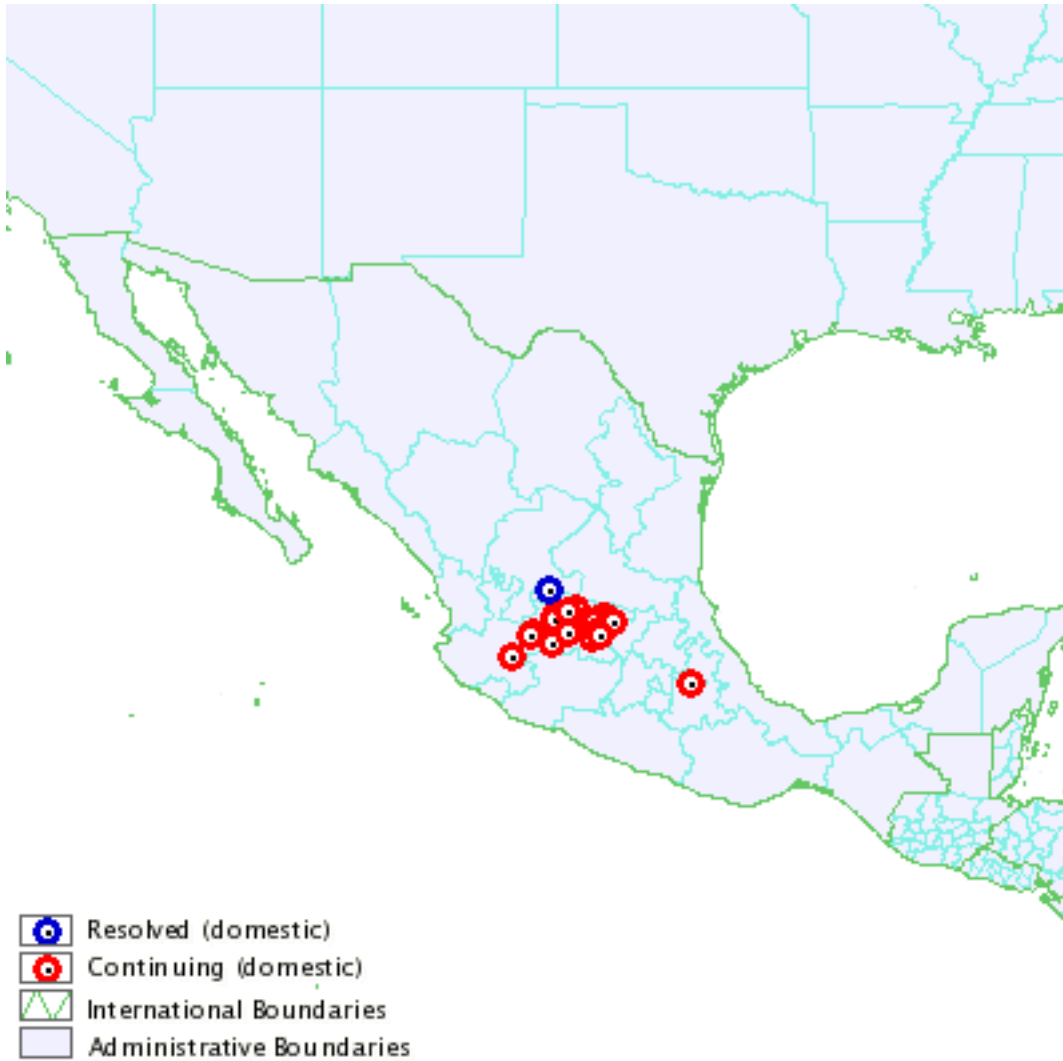 Resolved (domestic)
Continuing (domestic)
International Boundaries
Administrative Boundaries